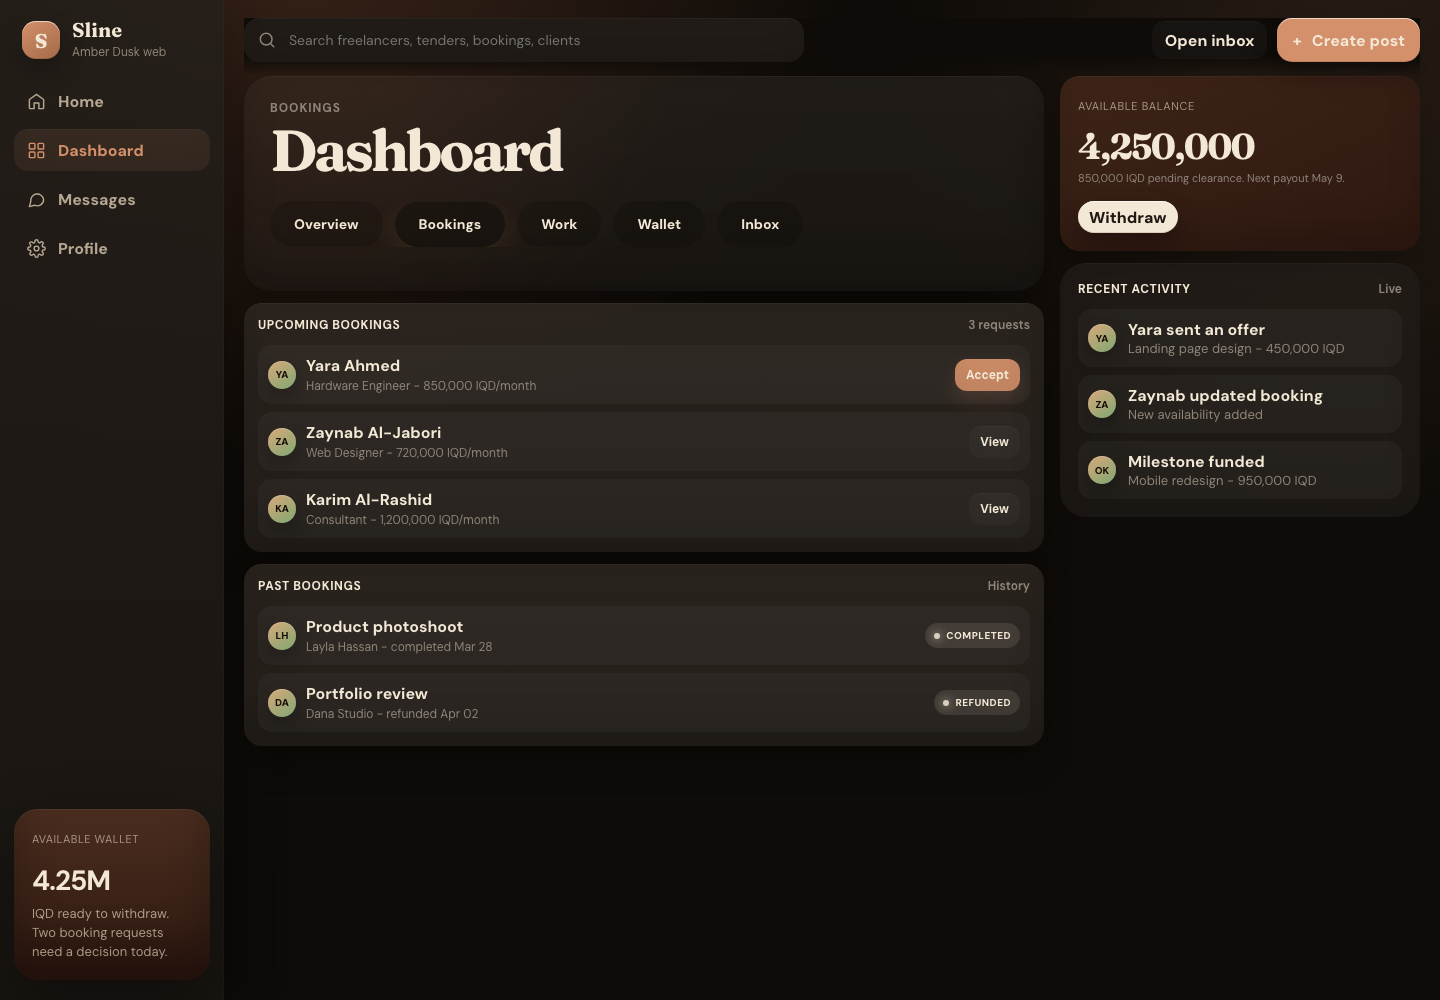 S
Sline
Amber Dusk web
Home
Dashboard
Messages
Profile
AVAILABLE WALLET
4.25M
IQD ready to withdraw.
Two booking requests
need a decision today.
Search freelancers, tenders, bookings, clients
Open inbox
+ Create post
BOOKINGS
Dashboard
Overview
Bookings
Work
Wallet
Inbox
UPCOMING BOOKINGS
3 requests
YA
Yara Ahmed
Hardware Engineer - 850,000 IQD/month
Accept
ZA
Zaynab Al-Jabori
Web Designer - 720,000 IQD/month
View
KA
Karim Al-Rashid
Consultant - 1,200,000 IQD/month
View
PAST BOOKINGS
History
LH
Product photoshoot
Layla Hassan - completed Mar 28
COMPLETED
DA
Portfolio review
Dana Studio - refunded Apr 02
REFUNDED
AVAILABLE BALANCE
4,250,000
850,000 IQD pending clearance. Next payout May 9.
Withdraw
RECENT ACTIVITY
Live
YA
Yara sent an offer
Landing page design - 450,000 IQD
ZA
Zaynab updated booking
New availability added
OK
Milestone funded
Mobile redesign - 950,000 IQD